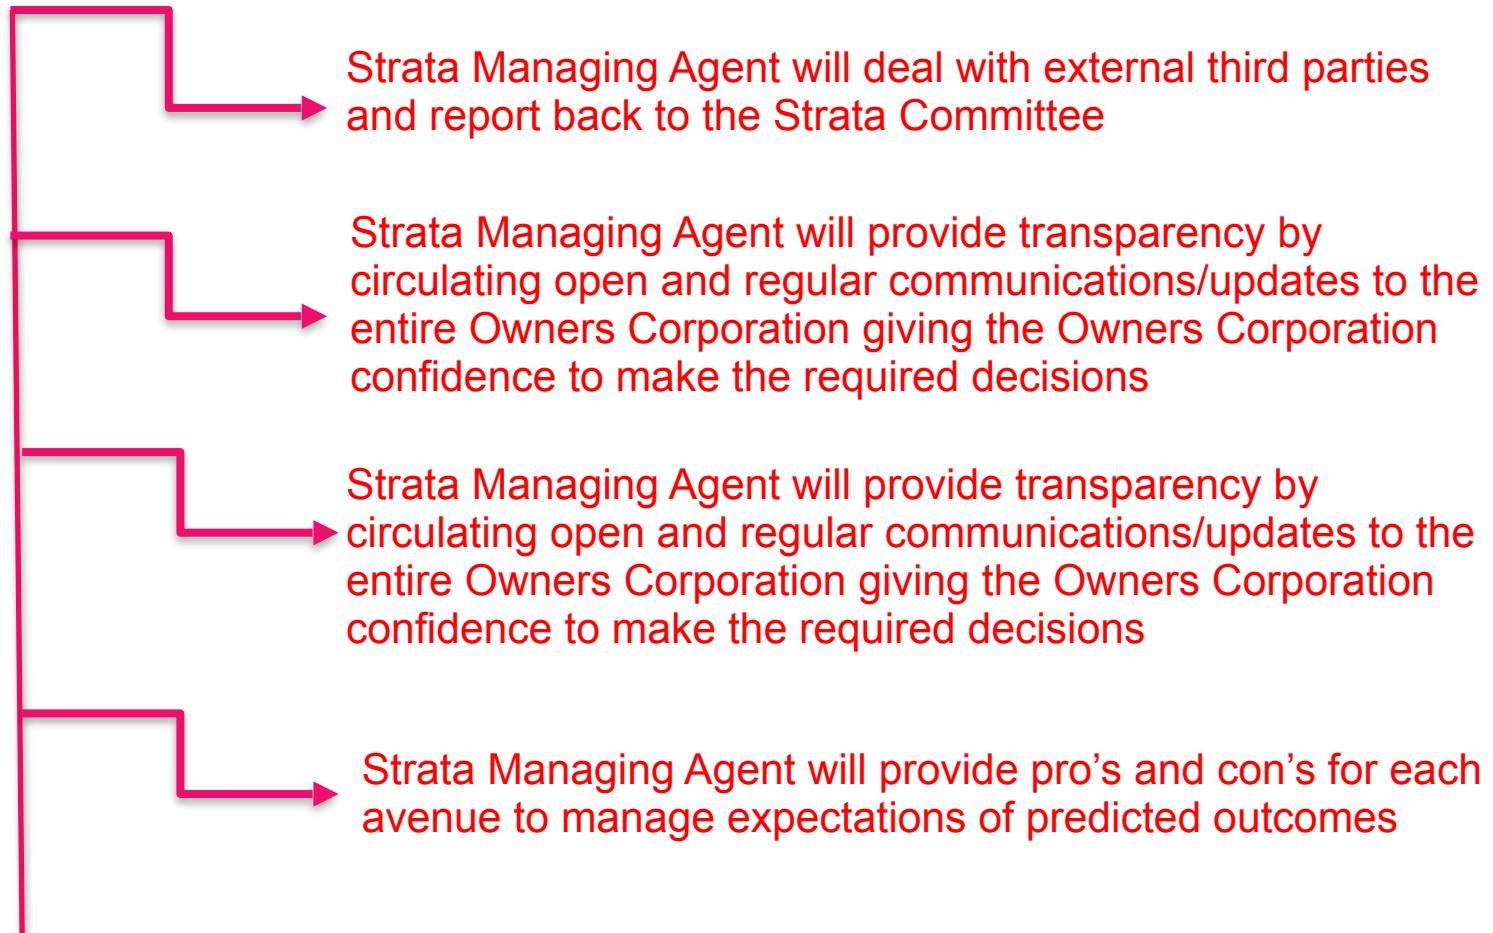 Strata Managing Agent will deal with external third parties
and report back to the Strata Committee
Strata Managing Agent will provide transparency by
circulating open and regular communications/updates to the
entire Owners Corporation giving the Owners Corporation
confidence to make the required decisions
Strata Managing Agent will provide transparency by
circulating open and regular communications/updates to the
entire Owners Corporation giving the Owners Corporation
confidence to make the required decisions
Strata Managing Agent will provide pro’s and con’s for each
avenue to manage expectations of predicted outcomes